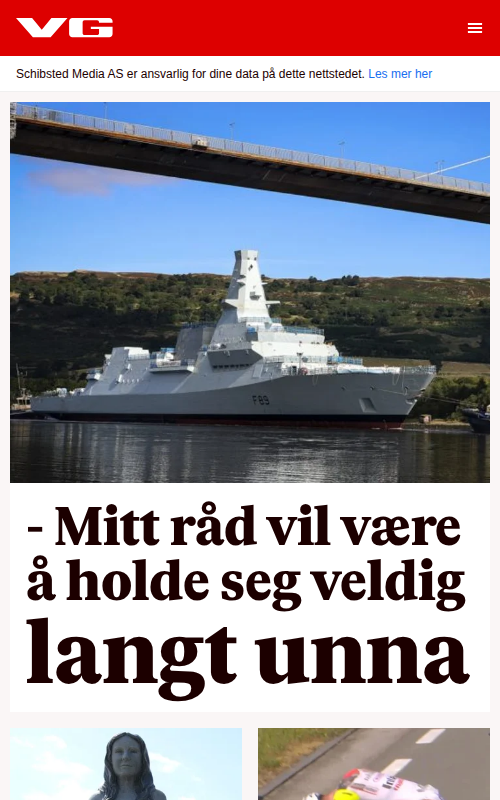 VG
Schibsted Media AS er ansvarlig for dine data på dette nettstedet. Les mer her
F89
- Mitt råd vil være
å holde seg veldig
langt unna